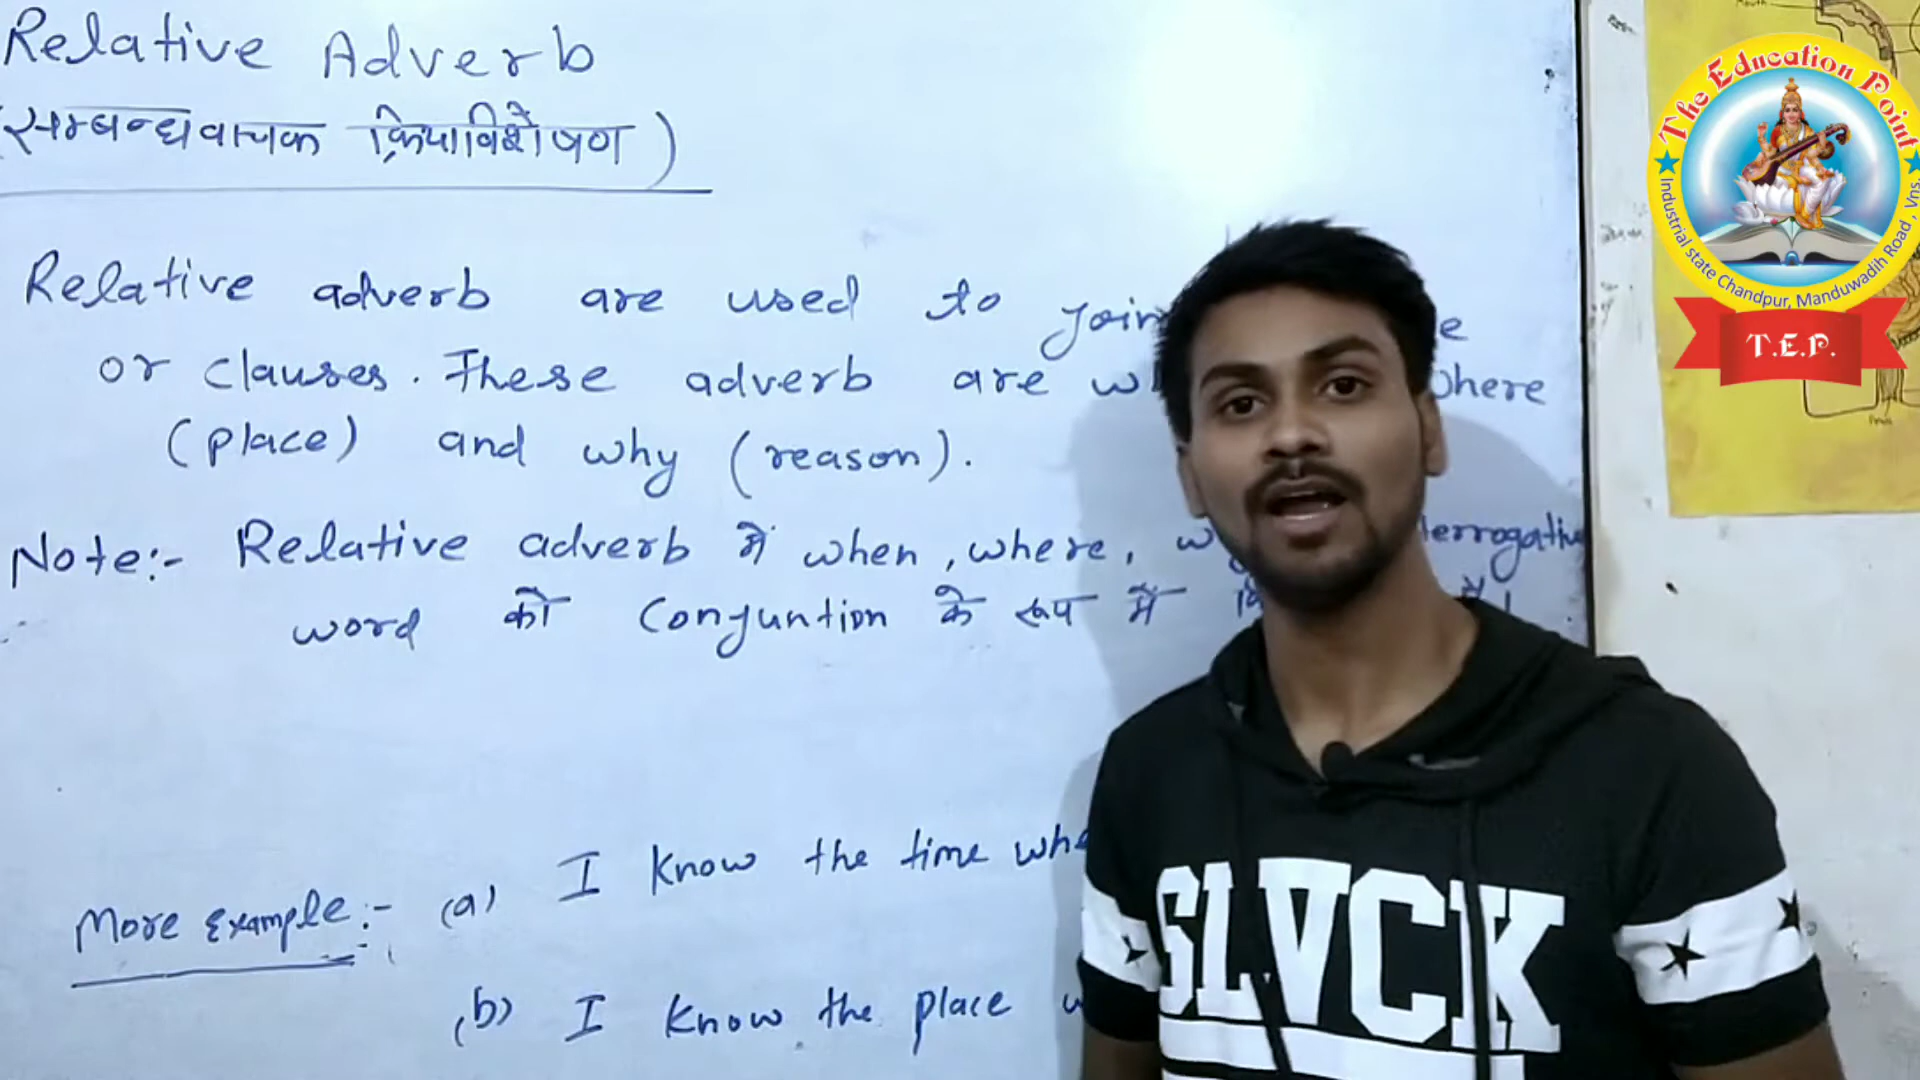 Relative Adverb
(सम्बन्धवाचक क्रियाविशेषण)
Relative adverb are used to join
or clauses. These adverb are where
(place) and why (reason).
Note:- Relative adverb में when, where,
word को Conjuntion के रूप में
More Example:- (a) I know the time
(b) I know the place
The Education Point
Industrial state Chandpur, Manduwadih Road, Vns.
T.E.P.
SLVCK